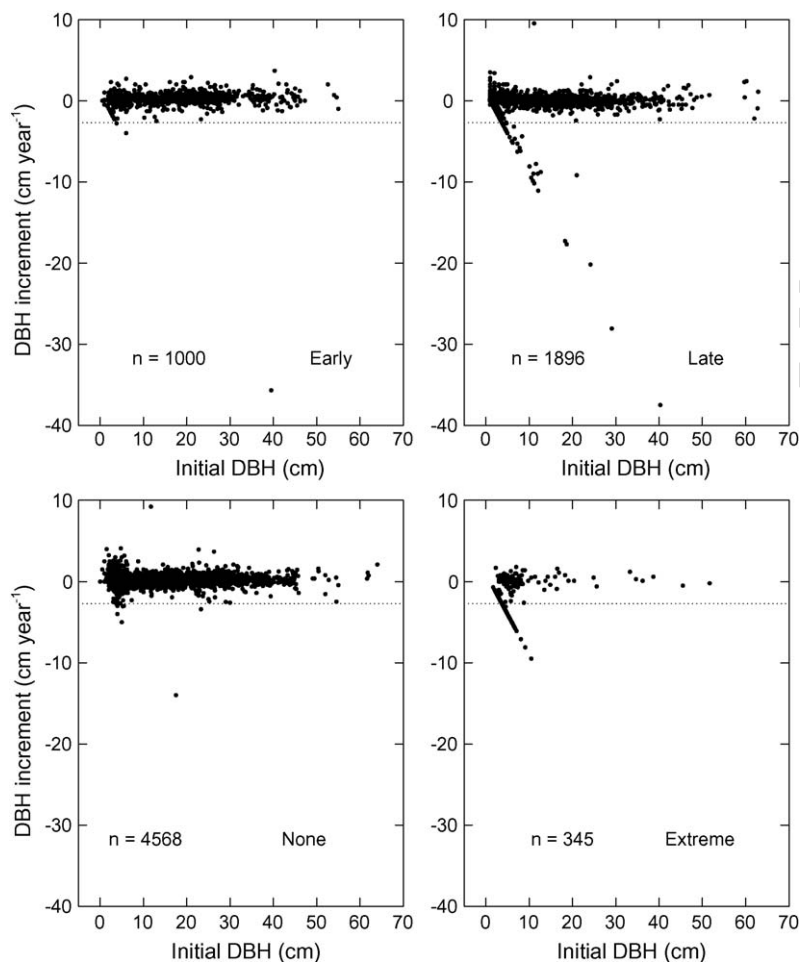 10
0
-10
-20
-30
-40
DBH increment (cm year-1)
n = 1000 Early
0 10 20 30 40 50 60 70
Initial DBH (cm)
10
0
-10
-20
-30
-40
n = 1896 Late
0 10 20 30 40 50 60 70
Initial DBH (cm)
10
0
-10
-20
-30
-40
DBH increment (cm year-1)
n = 4568 None
0 10 20 30 40 50 60 70
Initial DBH (cm)
10
0
-10
-20
-30
-40
n = 345 Extreme
0 10 20 30 40 50 60 70
Initial DBH (cm)